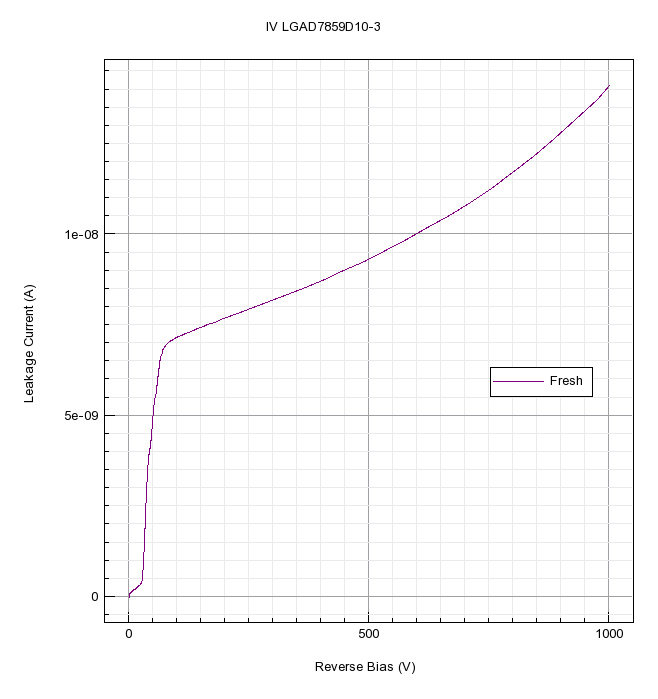 IV LGAD7859D10-3
1e-08
5e-09
0
Leakage Current (A)
Fresh
0 500 1000
Reverse Bias (V)